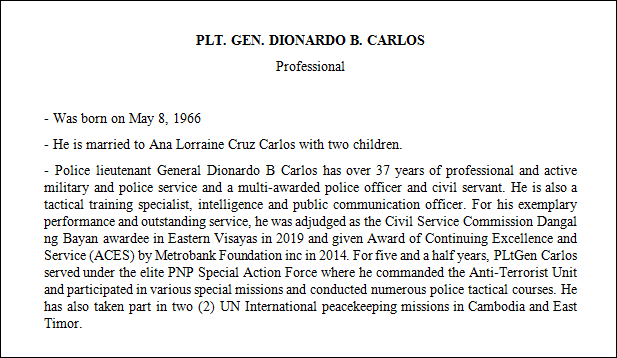 PLT. GEN. DIONARDO B. CARLOS
Professional
- Was born on May 8, 1966
- He is married to Ana Lorraine Cruz Carlos with two children.
- Police lieutenant General Dionardo B Carlos has over 37 years of professional and active
military and police service and a multi-awarded police officer and civil servant. He is also a
tactical training specialist, intelligence and public communication officer. For his exemplary
performance and outstanding service, he was adjudged as the Civil Service Commission Dangal
ng Bayan awardee in Eastern Visayas in 2019 and given Award of Continuing Excellence and
Service (ACES) by Metrobank Foundation inc in 2014. For five and a half years, PLtGen Carlos
served under the elite PNP Special Action Force where he commanded the Anti-Terrorist Unit
and participated in various special missions and conducted numerous police tactical courses. He
has also taken part in two (2) UN International peacekeeping missions in Cambodia and East
Timor.